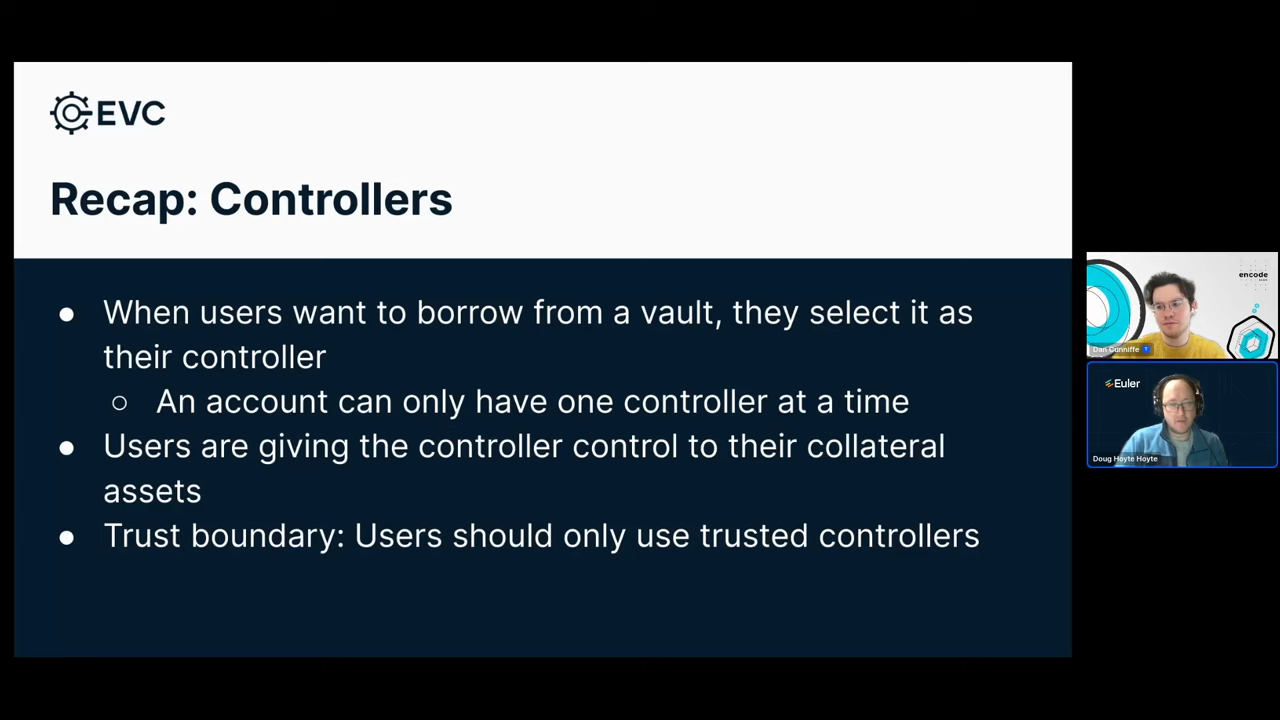 EVC
Recap: Controllers
● When users want to borrow from a vault, they select it as
their controller
○ An account can only have one controller at a time
● Users are giving the controller control to their collateral
assets
● Trust boundary: Users should only use trusted controllers
encode
Dan Cunniffe
Euler
Doug Hoyte Hoyte